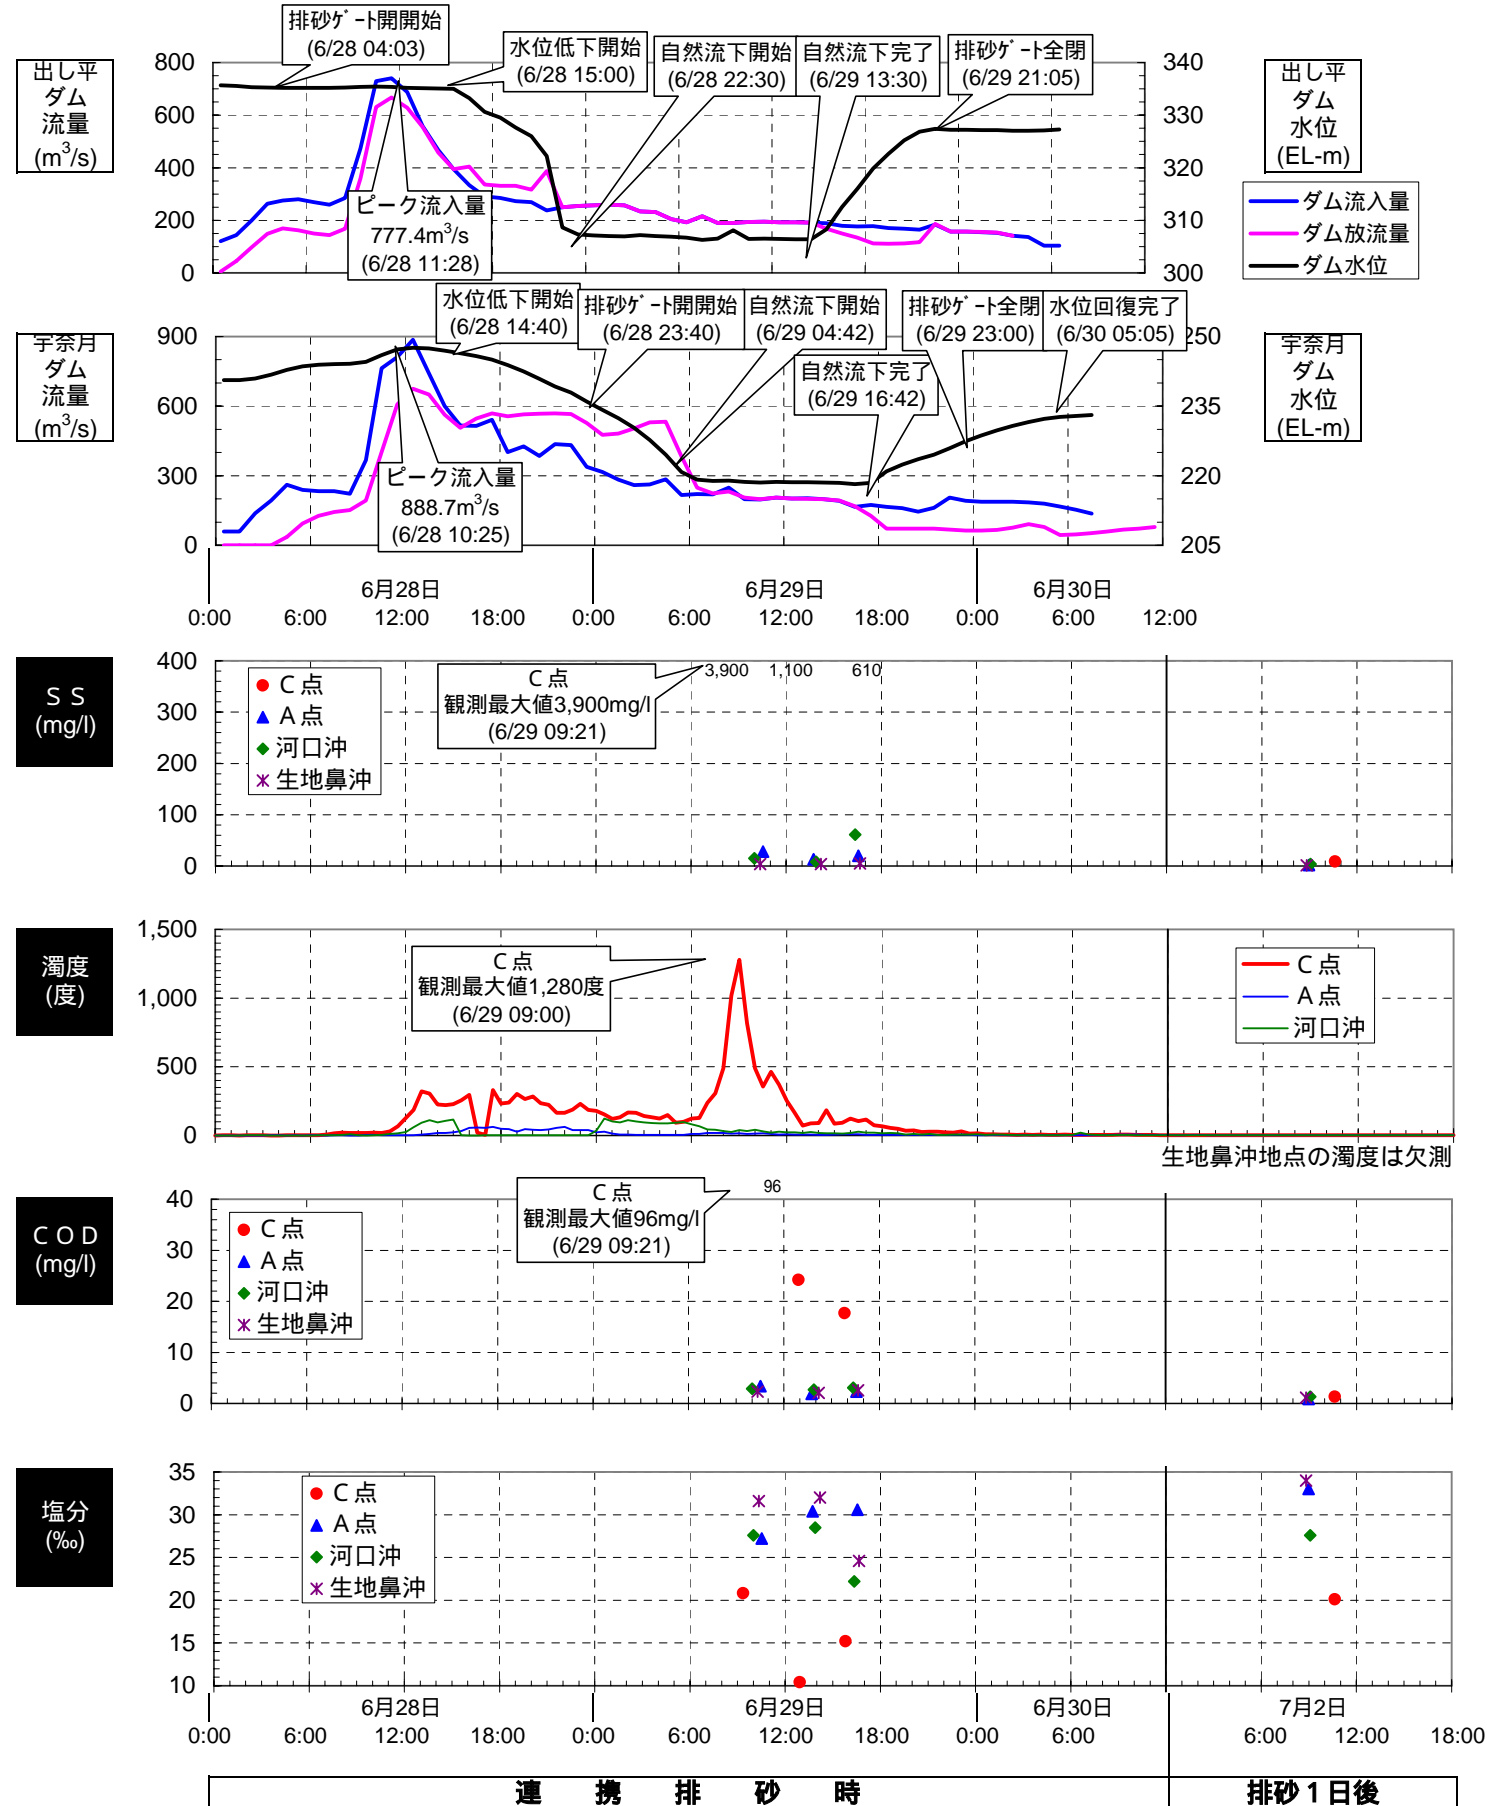 出し平
ダム
流量
(m³/s)
800
600
400
200
0
排砂ｹﾞｰﾄ開開始
(6/28 04:03)
水位低下開始
(6/28 15:00)
自然流下開始
(6/28 22:30)
自然流下完了
(6/29 13:30)
排砂ｹﾞｰﾄ全閉
(6/29 21:05)
ピーク流入量
777.4m³/s
(6/28 11:28)
340
330
320
310
300
出し平
ダム
水位
(EL-m)
ダム流入量
ダム放流量
ダム水位
宇奈月
ダム
流量
(m³/s)
900
600
300
0
水位低下開始
(6/28 14:40)
排砂ｹﾞｰﾄ開開始
(6/28 23:40)
自然流下開始
(6/29 04:42)
排砂ｹﾞｰﾄ全閉
(6/29 23:00)
水位回復完了
(6/30 05:05)
自然流下完了
(6/29 16:42)
ピーク流入量
888.7m³/s
(6/28 10:25)
250
235
220
205
宇奈月
ダム
水位
(EL-m)
6月28日 6月29日 6月30日
0:00 6:00 12:00 18:00 0:00 6:00 12:00 18:00 0:00 6:00 12:00
ＳＳ
(mg/l)
400
300
200
100
0
Ｃ点
Ａ点
河口沖
生地鼻沖
Ｃ点
観測最大値3,900mg/l
(6/29 09:21)
3,900 1,100 610
濁度
(度)
1,500
1,000
500
0
Ｃ点
観測最大値1,280度
(6/29 09:00)
Ｃ点
Ａ点
河口沖
生地鼻沖地点の濁度は欠測
ＣＯＤ
(mg/l)
40
30
20
10
0
Ｃ点
Ａ点
河口沖
生地鼻沖
Ｃ点
観測最大値96mg/l
(6/29 09:21)
96
塩分
(‰)
35
30
25
20
15
10
Ｃ点
Ａ点
河口沖
生地鼻沖
6月28日 6月29日 6月30日 7月2日
0:00 6:00 12:00 18:00 0:00 6:00 12:00 18:00 0:00 6:00 6:00 12:00 18:00
連携排砂時 排砂１日後